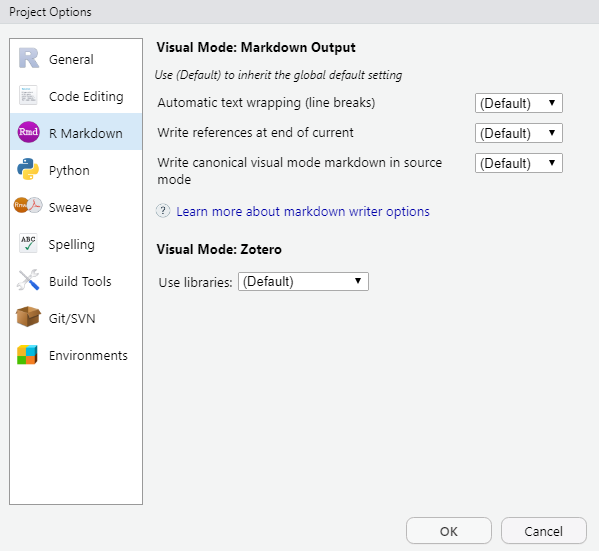 Project Options
General
Code Editing
Rmd R Markdown
Python
Rnw Sweave
ABC Spelling
Build Tools
Git/SVN
Environments
Visual Mode: Markdown Output
Use (Default) to inherit the global default setting
Automatic text wrapping (line breaks) (Default)
Write references at end of current (Default)
Write canonical visual mode markdown in source (Default)
mode
? Learn more about markdown writer options
Visual Mode: Zotero
Use libraries: (Default)
OK Cancel